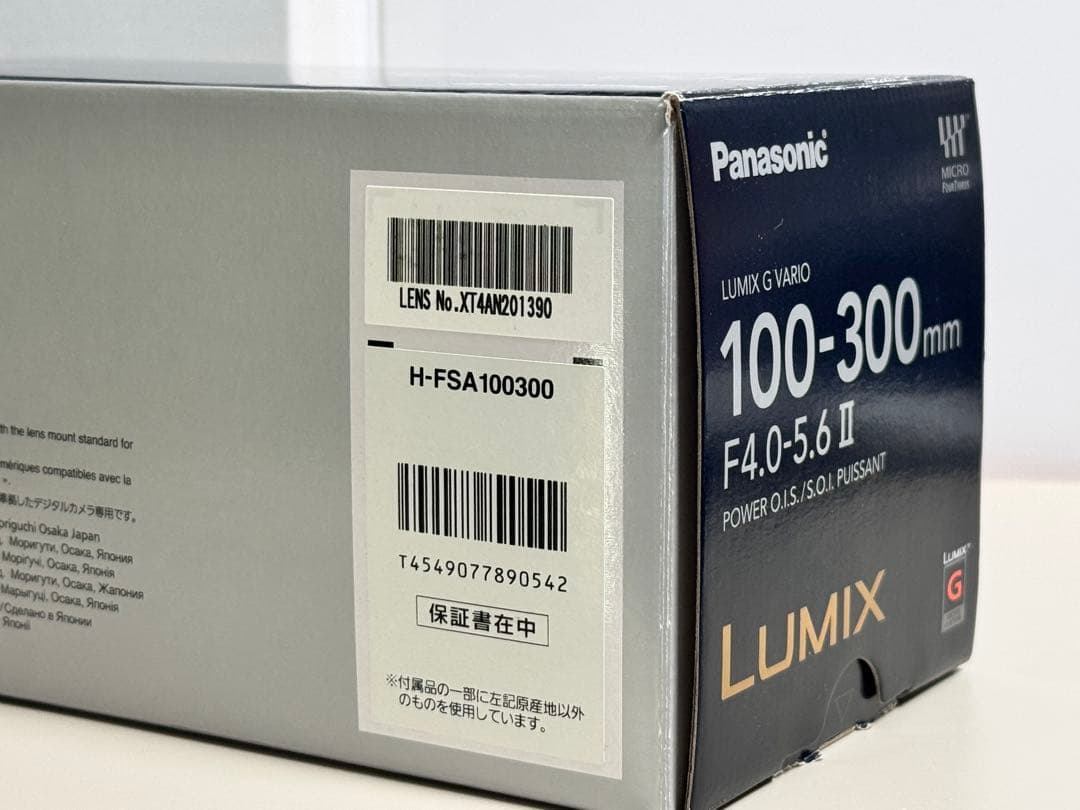 th the lens mount standard for
mériques compatibles avec la
".
準拠したデジタルカメラ専用です。
origuchi Osaka Japan
Моригути, Осака, Япония
Моріґучі, Осака, Японія
Моригути, Осака, Жапония
Марыгуці, Осака, Японія
/Сделано в Японии
Японії
LENS No.XT4AN201390
H-FSA100300
T4549077890542
保証書在中
※付属品の一部に左記原産地以外
のものを使用しています。
Panasonic
MICRO
FOURTHIRDS
LUMIX G VARIO
100-300mm
F4.0-5.6 II
POWER O.I.S./S.O.I. PUISSANT
LUMIX
LUMIX
G